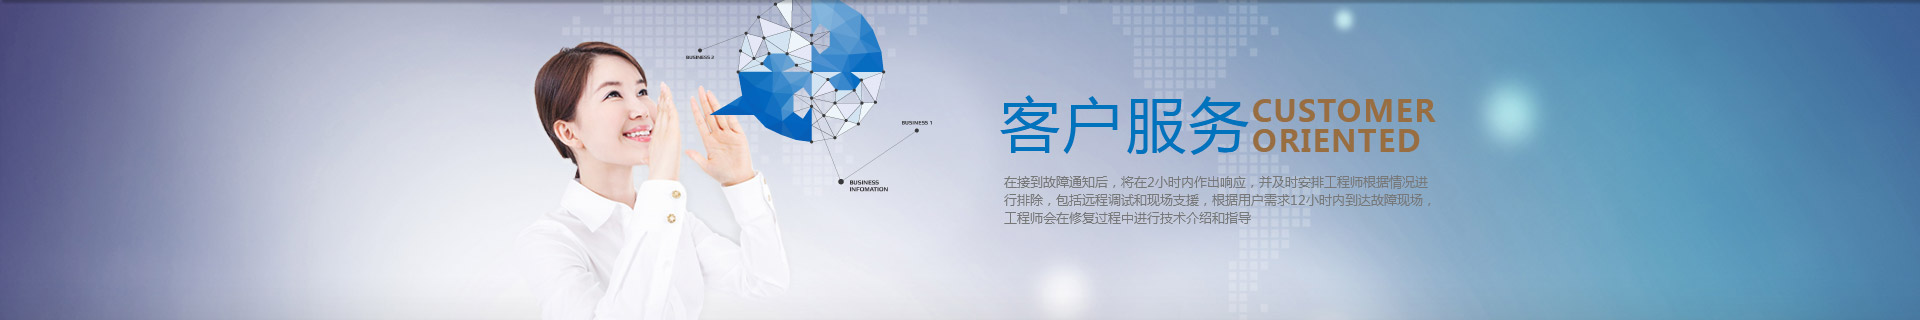 BUSINESS 2
BUSINESS 1
BUSINESS
INFOMATION
客户服务 CUSTOMER
ORIENTED
在接到故障通知后，将在2小时内作出响应，并及时安排工程师根据情况进
行排除，包括远程调试和现场支援，根据用户需求12小时内到达故障现场，
工程师会在修复过程中进行技术介绍和指导